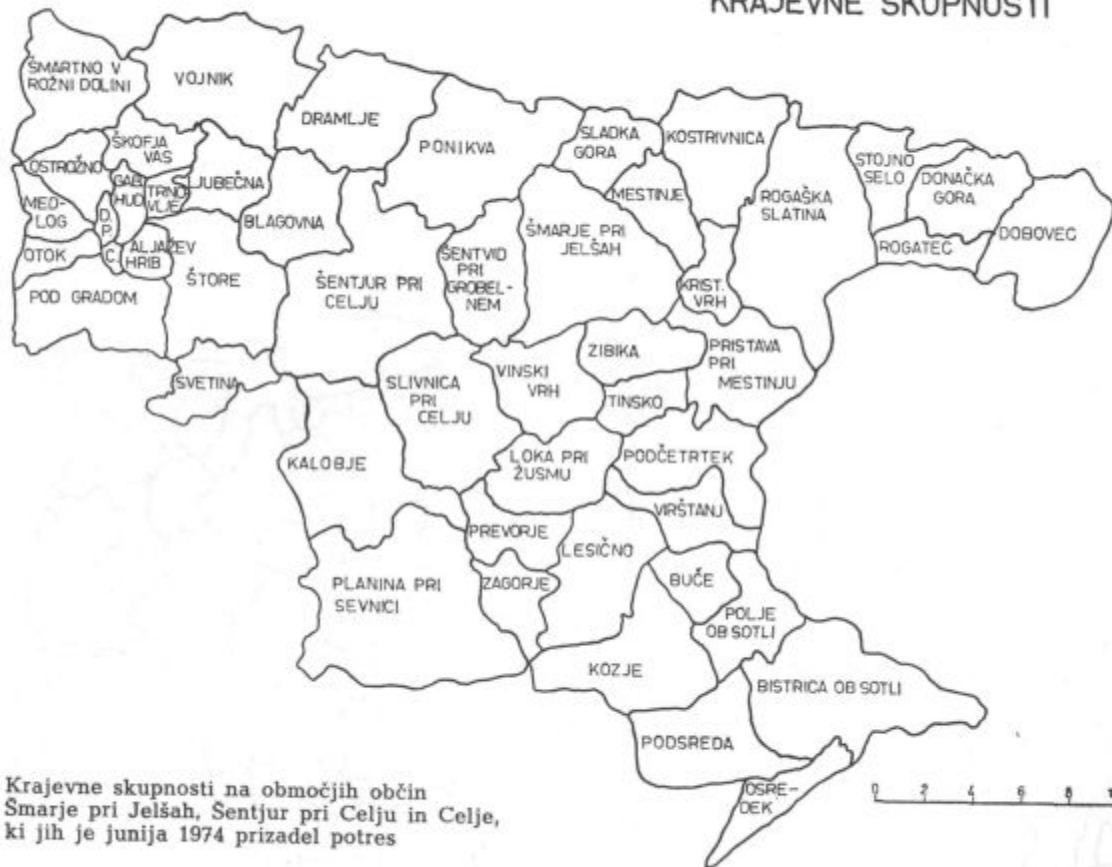 KRAJEVNE SKUPNOSTI
ŠMARTNO V
ROŽNI DOLINI
VOJNIK
DRAMLJE
PONIKVA
SLADKA
GORA
KOSTRIVNICA
ŠKOFJA
VAS
OSTROŽNO
GAB.
HUD.
TRNO
VLJE
LJUBEČNA
MED-
LOG
D.
P.
BLAGOVNA
MESTINJE
ROGAŠKA
SLATINA
STOJNO
SELO
DONAČKA
GORA
DOBOVEC
ROGATEC
OTOK
C.
ALJAŽEV
HRIB
ŠTORE
ŠENTJUR PRI
CELJU
ŠENTVID
PRI
GROBEL-
NEM
ŠMARJE PRI
JELŠAH
KRIST.
VRH
POD GRADOM
SVETINA
SLIVNICA
PRI
CELJU
VINSKI
VRH
ZIBIKA
TINSKO
PRISTAVA
PRI
MESTINJU
KALOBJE
LOKA PRI
ŽUSMU
PODČETRTEK
VIRŠTANJ
PREVORJE
LESIČNO
PLANINA PRI
SEVNICI
ZAGORJE
BUČE
POLJE
OB SOTLI
KOZJE
BISTRICA OB SOTLI
PODSREDA
OSRE-
DEK
0 2 4 6 8
Krajevne skupnosti na območjih občin
Šmarje pri Jelšah, Šentjur pri Celju in Celje,
ki jih je junija 1974 prizadel potres